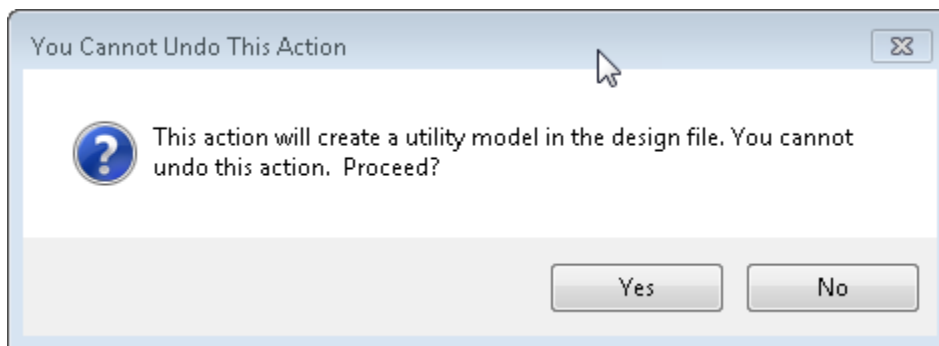 You Cannot Undo This Action
This action will create a utility model in the design file. You cannot
undo this action.  Proceed?
Yes
No